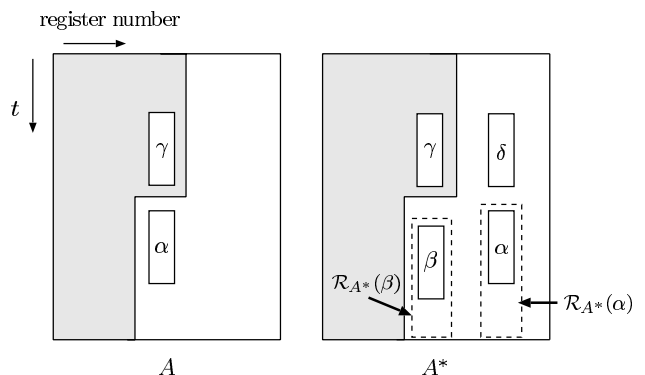 register number
t
γ
γ
δ
α
β
α
𝓡_{A*}(β)
𝓡_{A*}(α)
A
A*